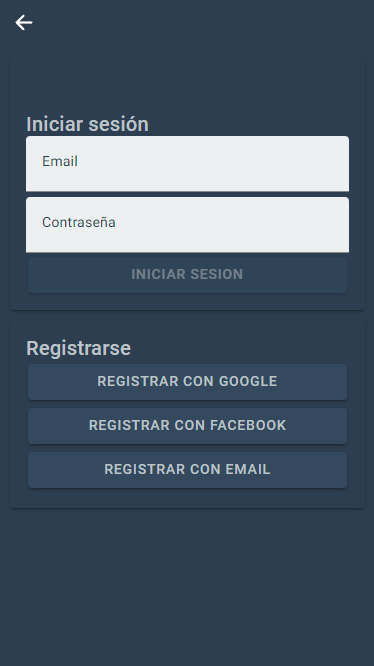 Iniciar sesión
Email
Contraseña
INICIAR SESION
Registrarse
REGISTRAR CON GOOGLE
REGISTRAR CON FACEBOOK
REGISTRAR CON EMAIL